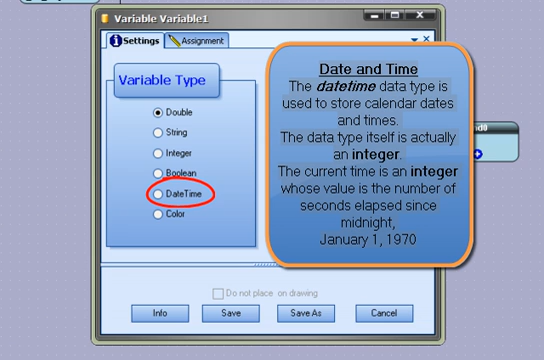 Variable Variable1
Settings
Assignment
Variable Type
Double
String
Integer
Boolean
DateTime
Color
Date and Time
The datetime data type is
used to store calendar dates
and times.
The data type itself is actually
an integer.
The current time is an integer
whose value is the number of
seconds elapsed since
midnight,
January 1, 1970
Do not place on drawing
Info
Save
Save As
Cancel